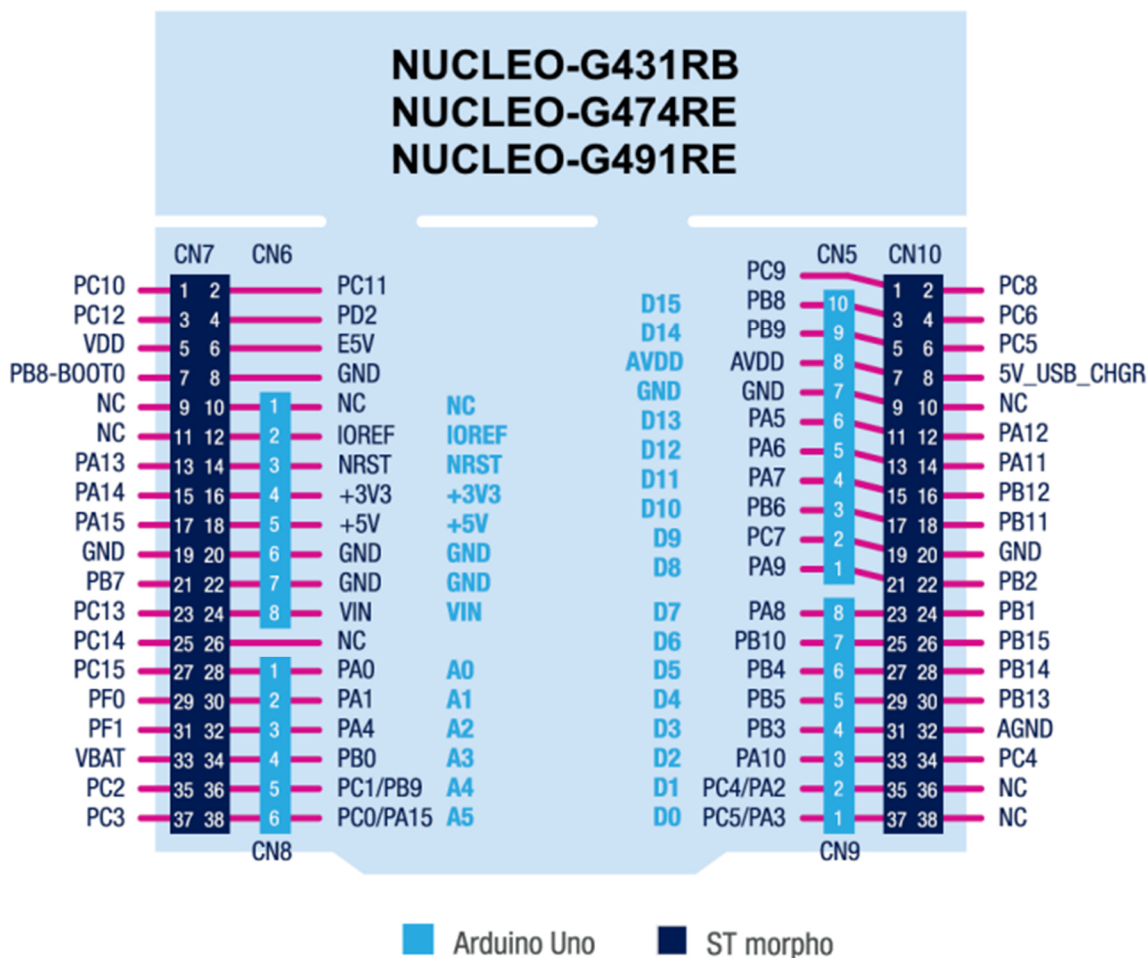 NUCLEO-G431RB
NUCLEO-G474RE
NUCLEO-G491RE
CN7 CN6 CN5 CN10
PC10 1 2 PC11 PC9 1 2 PC8
PC12 3 4 PD2 D15 PB8 10 3 4 PC6
VDD 5 6 E5V D14 PB9 9 5 6 PC5
PB8-BOOT0 7 8 GND AVDD AVDD 8 7 8 5V_USB_CHGR
NC 9 10 1 NC NC GND GND 7 9 10 NC
NC 11 12 2 IOREF IOREF D13 PA5 6 11 12 PA12
PA13 13 14 3 NRST NRST D12 PA6 5 13 14 PA11
PA14 15 16 4 +3V3 +3V3 D11 PA7 4 15 16 PB12
PA15 17 18 5 +5V +5V D10 PB6 3 17 18 PB11
GND 19 20 6 GND GND D9 PC7 2 19 20 GND
PB7 21 22 7 GND GND D8 PA9 1 21 22 PB2
PC13 23 24 8 VIN VIN D7 PA8 8 23 24 PB1
PC14 25 26 NC D6 PB10 7 25 26 PB15
PC15 27 28 1 PA0 A0 D5 PB4 6 27 28 PB14
PF0 29 30 2 PA1 A1 D4 PB5 5 29 30 PB13
PF1 31 32 3 PA4 A2 D3 PB3 4 31 32 AGND
VBAT 33 34 4 PB0 A3 D2 PA10 3 33 34 PC4
PC2 35 36 5 PC1/PB9 A4 D1 PC4/PA2 2 35 36 NC
PC3 37 38 6 PC0/PA15 A5 D0 PC5/PA3 1 37 38 NC
CN8 CN9
Arduino Uno ST morpho